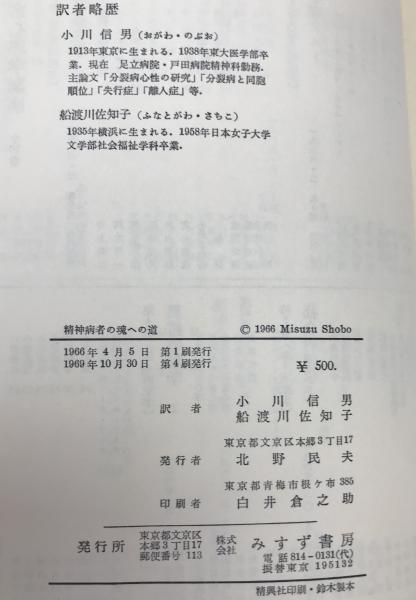 訳者略歴
小川信男(おがわ・のぶお)
1913年東京に生まれる．1938年東大医学部卒
業．現在 足立病院・戸田病院精神科勤務．
主論文「分裂病心性の研究」「分裂病と同胞
順位」「失行症」「離人症」等．
船渡川佐知子(ふなとがわ・さちこ)
1935年横浜に生まれる．1958年日本女子大学
文学部社会福祉学科卒業．
精神病者の魂への道 © 1966 Misuzu Shobo
1966年4月5日 第1刷発行
1969年10月30日 第4刷発行
¥ 500.
訳者 小川信男
船渡川佐知子
東京都文京区本郷3丁目17
発行者 北野民夫
東京都青梅市根ヶ布385
印刷者 白井倉之助
発行所 東京都文京区本郷3丁目17 郵便番号 113 株式会社 みすず書房
電話 814-0131(代)
振替東京 195132
精興社印刷・鈴木製本